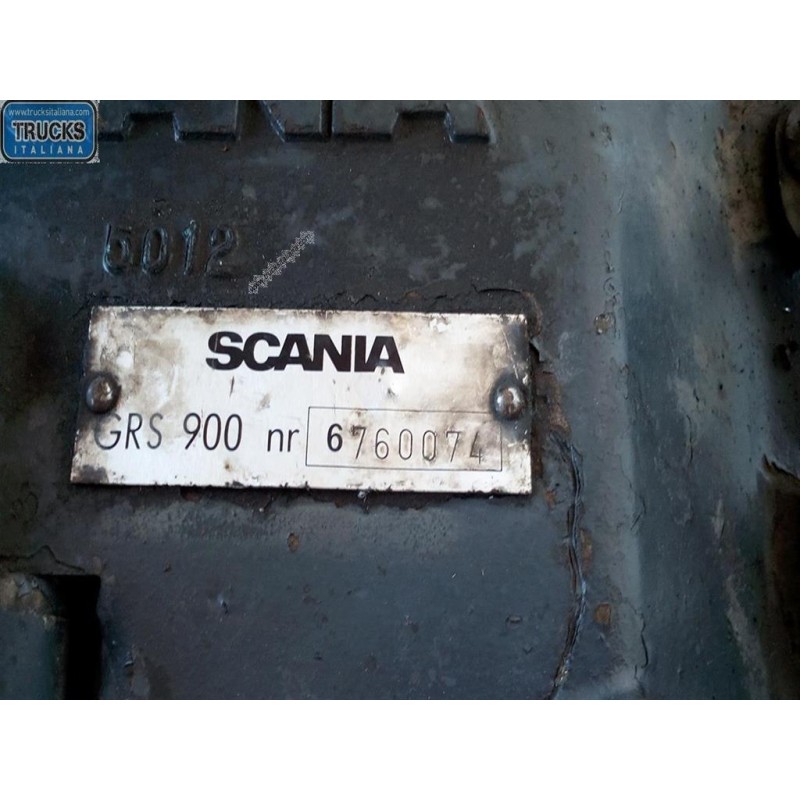 www.trucksitaliana.com
TRUCKS
ITALIANA
5012
SCANIA
GRS 900 nr 6760074